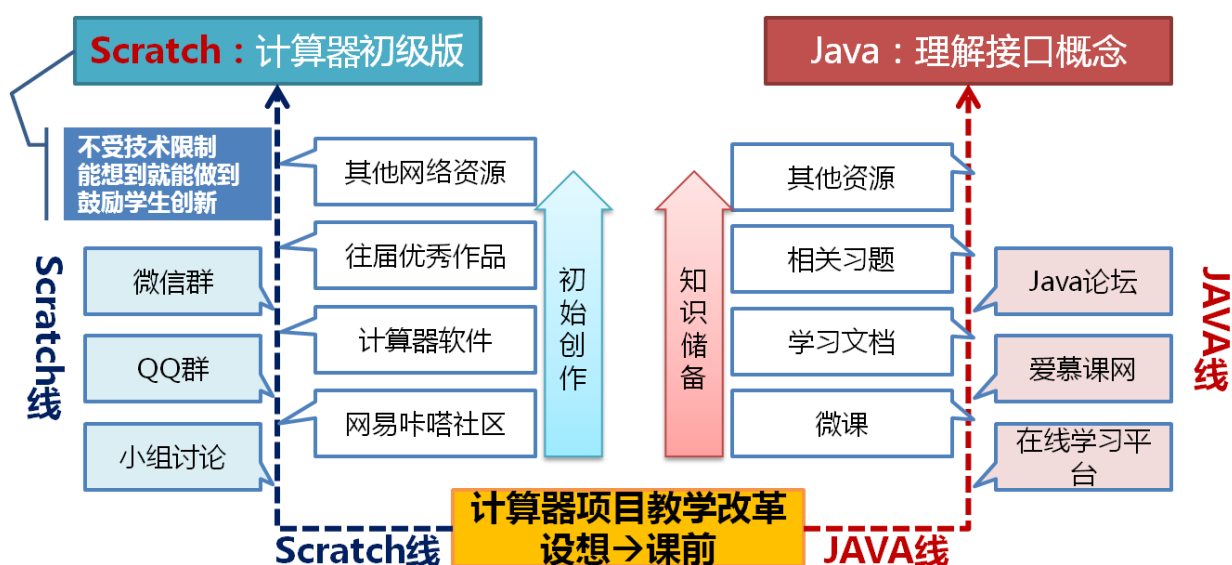 Scratch：计算器初级版
Java：理解接口概念
不受技术限制
能想到就能做到
鼓励学生创新
其他网络资源
往届优秀作品
计算器软件
网易咔嗒社区
微信群
QQ群
小组讨论
Scratch线
初始创作
知识储备
其他资源
相关习题
学习文档
微课
Java论坛
爱慕课网
在线学习平
台
JAVA线
计算器项目教学改革
设想→课前
Scratch线
JAVA线